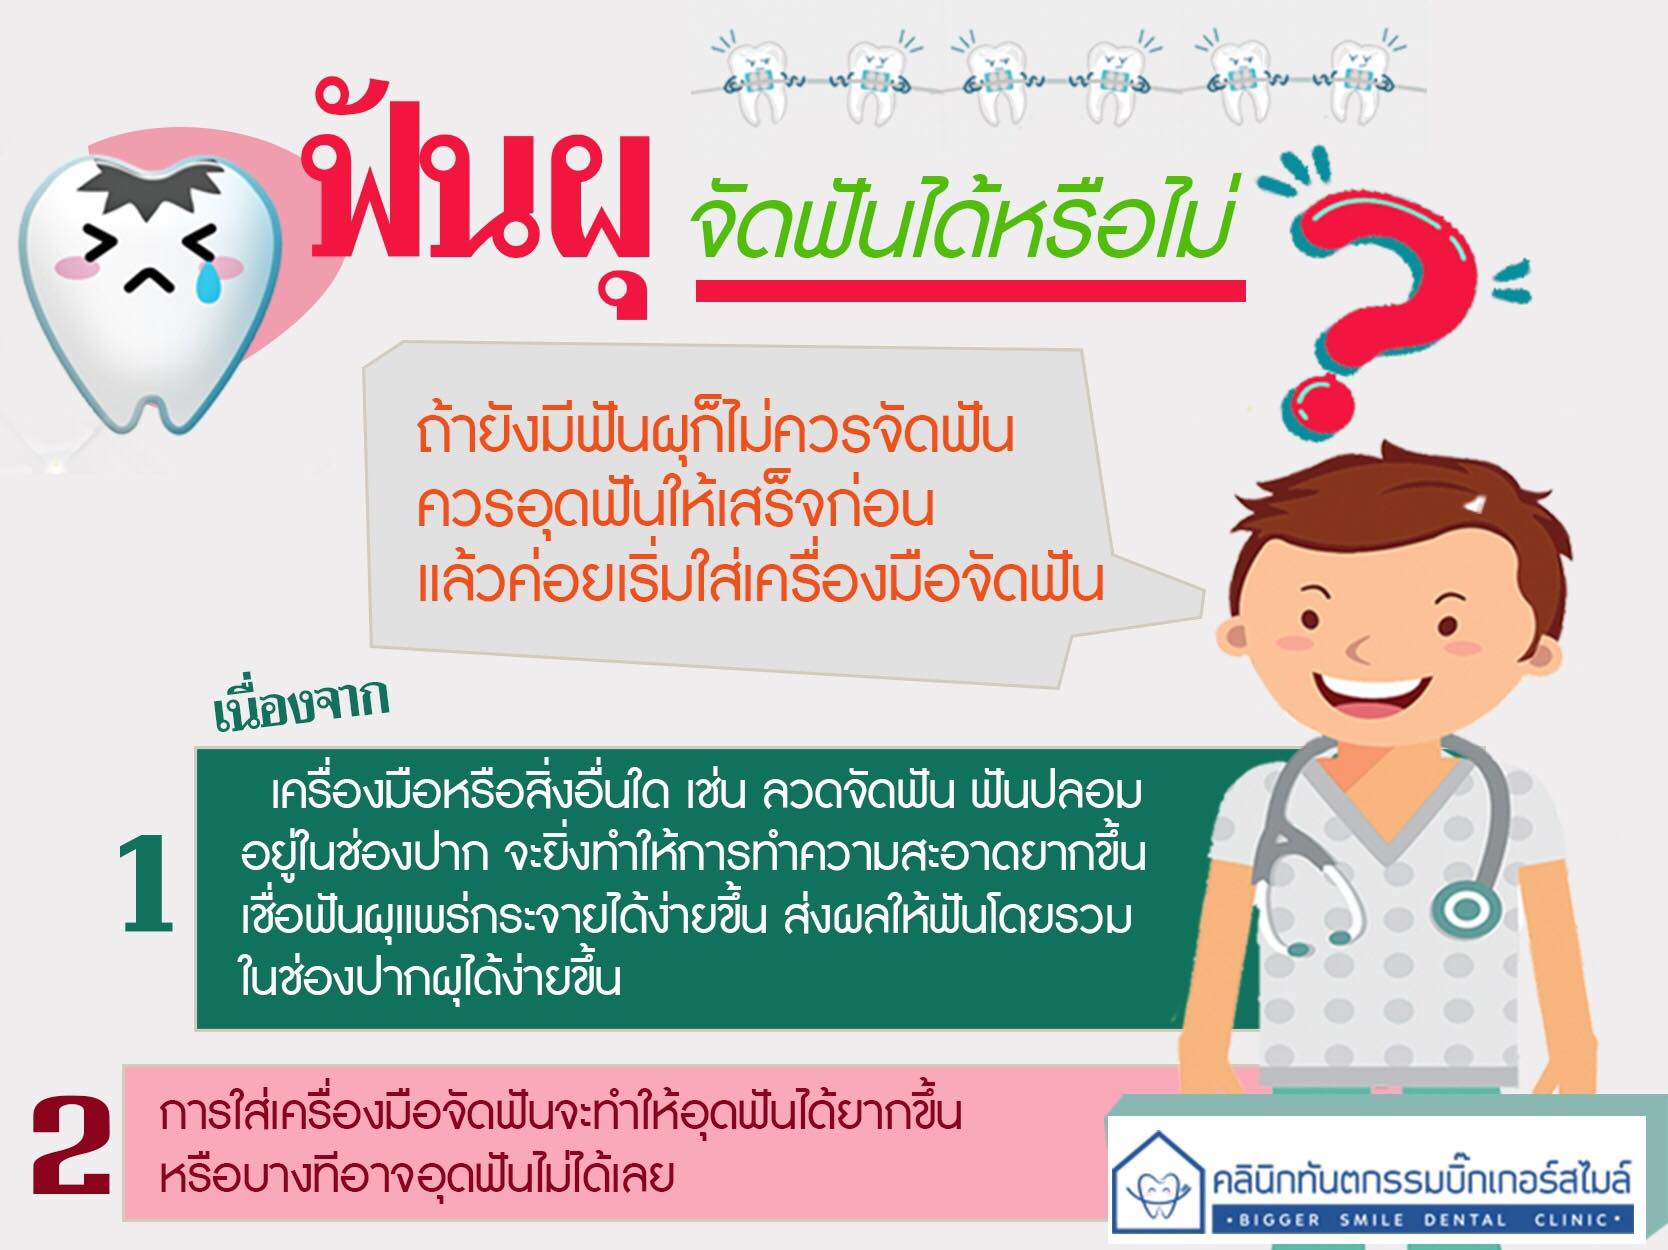 ฟันผุ จัดฟันได้หรือไม่
?
ถ้ายังมีฟันผุก็ไม่ควรจัดฟัน
ควรอุดฟันให้เสร็จก่อน
แล้วค่อยเริ่มใส่เครื่องมือจัดฟัน
เนื่องจาก
1
เครื่องมือหรือสิ่งอื่นใด เช่น ลวดจัดฟัน ฟันปลอม
อยู่ในช่องปาก จะยิ่งทำให้การทำความสะอาดยากขึ้น
เชื่อฟันผุแพร่กระจายได้ง่ายขึ้น ส่งผลให้ฟันโดยรวม
ในช่องปากผุได้ง่ายขึ้น
2
การใส่เครื่องมือจัดฟันจะทำให้อุดฟันได้ยากขึ้น
หรือบางทีอาจอุดฟันไม่ได้เลย
คลินิกทันตกรรมบิ๊กเกอร์สไมล์
•BIGGER SMILE DENTAL CLINIC•